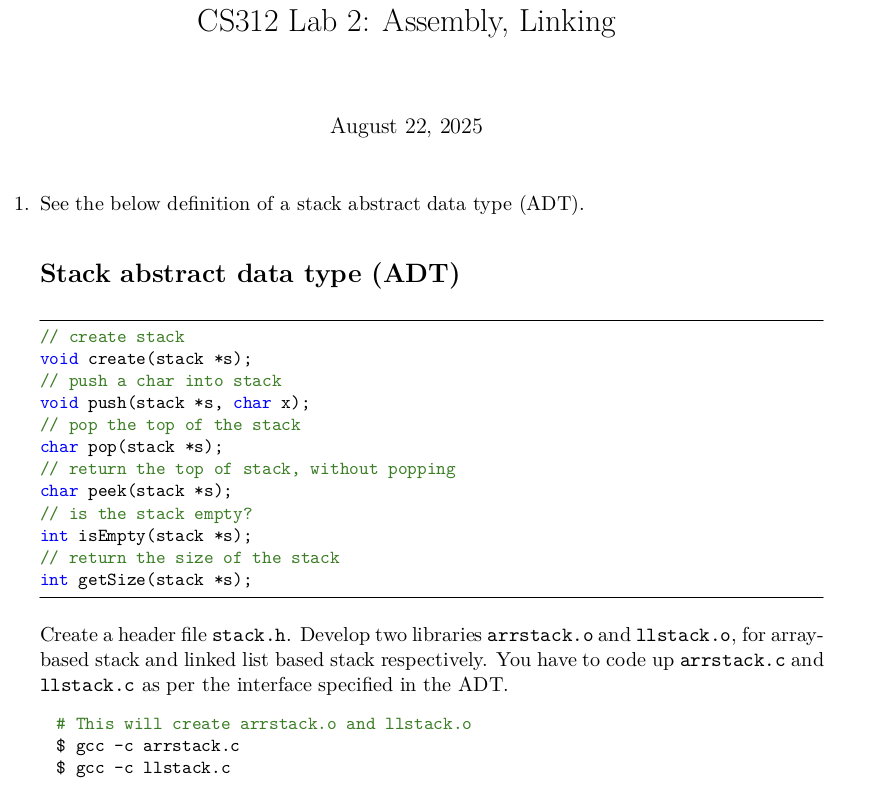 CS312 Lab 2: Assembly, Linking
August 22, 2025
1. See the below definition of a stack abstract data type (ADT).
Stack abstract data type (ADT)
// create stack
void create(stack *s);
// push a char into stack
void push(stack *s, char x);
// pop the top of the stack
char pop(stack *s);
// return the top of stack, without popping
char peek(stack *s);
// is the stack empty?
int isEmpty(stack *s);
// return the size of the stack
int getSize(stack *s);
Create a header file stack.h. Develop two libraries arrstack.o and llstack.o, for array-
based stack and linked list based stack respectively. You have to code up arrstack.c and
llstack.c as per the interface specified in the ADT.
# This will create arrstack.o and llstack.o
$ gcc -c arrstack.c
$ gcc -c llstack.c